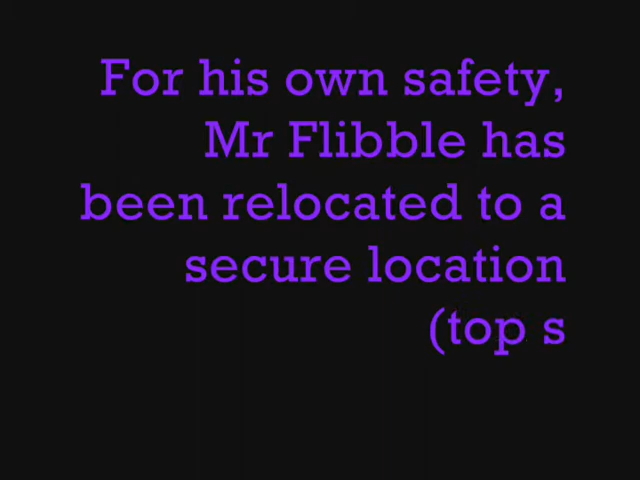 For his own safety,
Mr Flibble has
been relocated to a
secure location
(top s